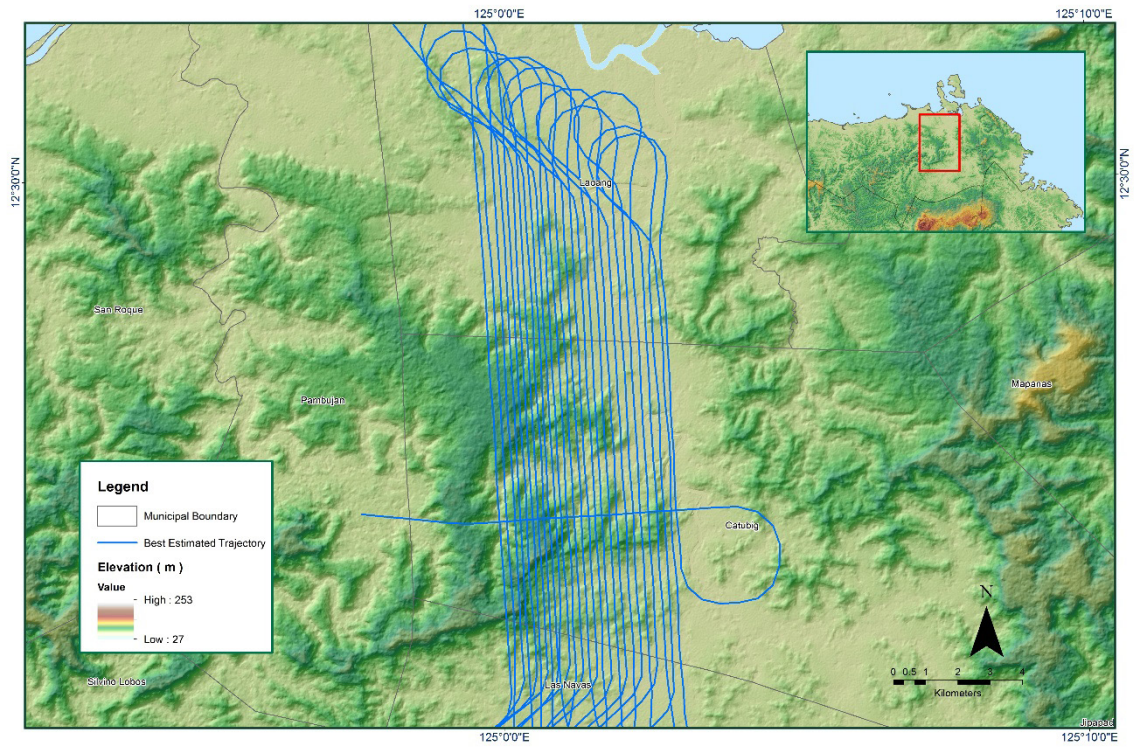 125°0'0"E
125°10'0"E
12°30'0"N
12°30'0"N
Laoang
San Roque
Mapanas
Pambujan
Catubig
Las Navas
Silvino Lobos
Jipapad
Legend
Municipal Boundary
Best Estimated Trajectory
Elevation ( m )
Value
High : 253
Low : 27
N
0 0.5 1 2 3 4
Kilometers
125°0'0"E
125°10'0"E